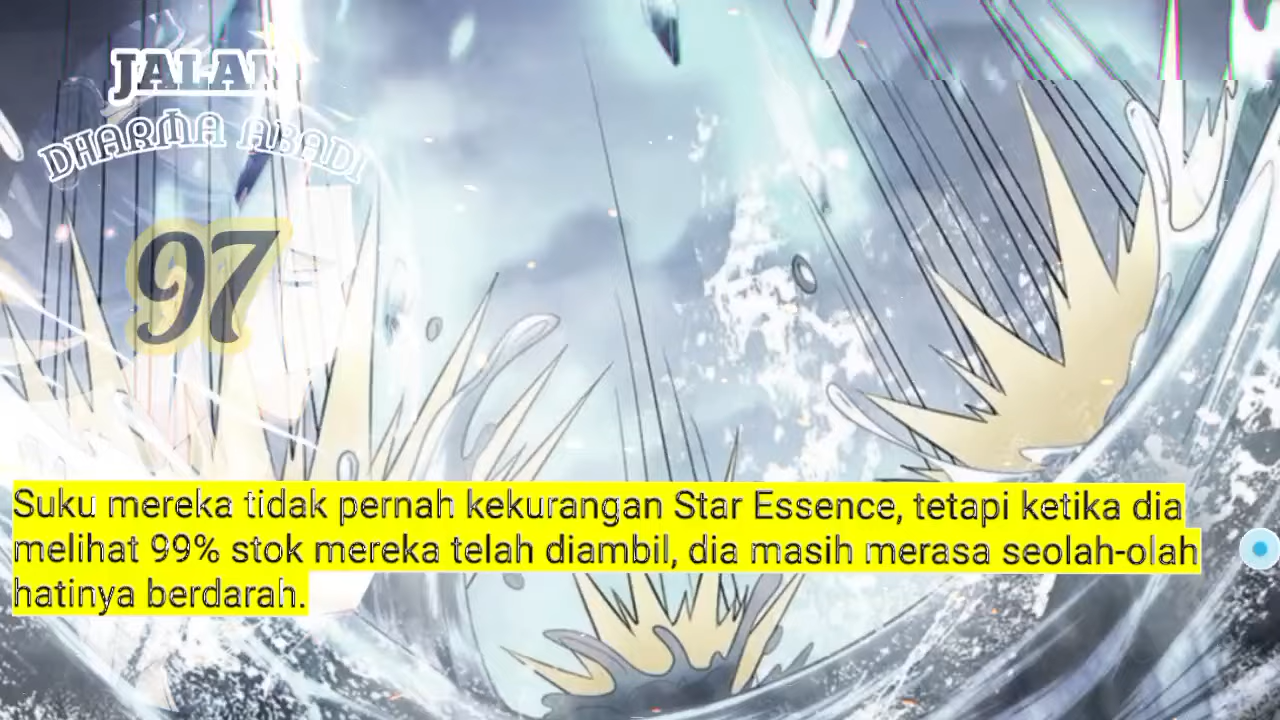 JALAN
DHARMA ABADI
97
Suku mereka tidak pernah kekurangan Star Essence, tetapi ketika dia
melihat 99% stok mereka telah diambil, dia masih merasa seolah-olah
hatinya berdarah.